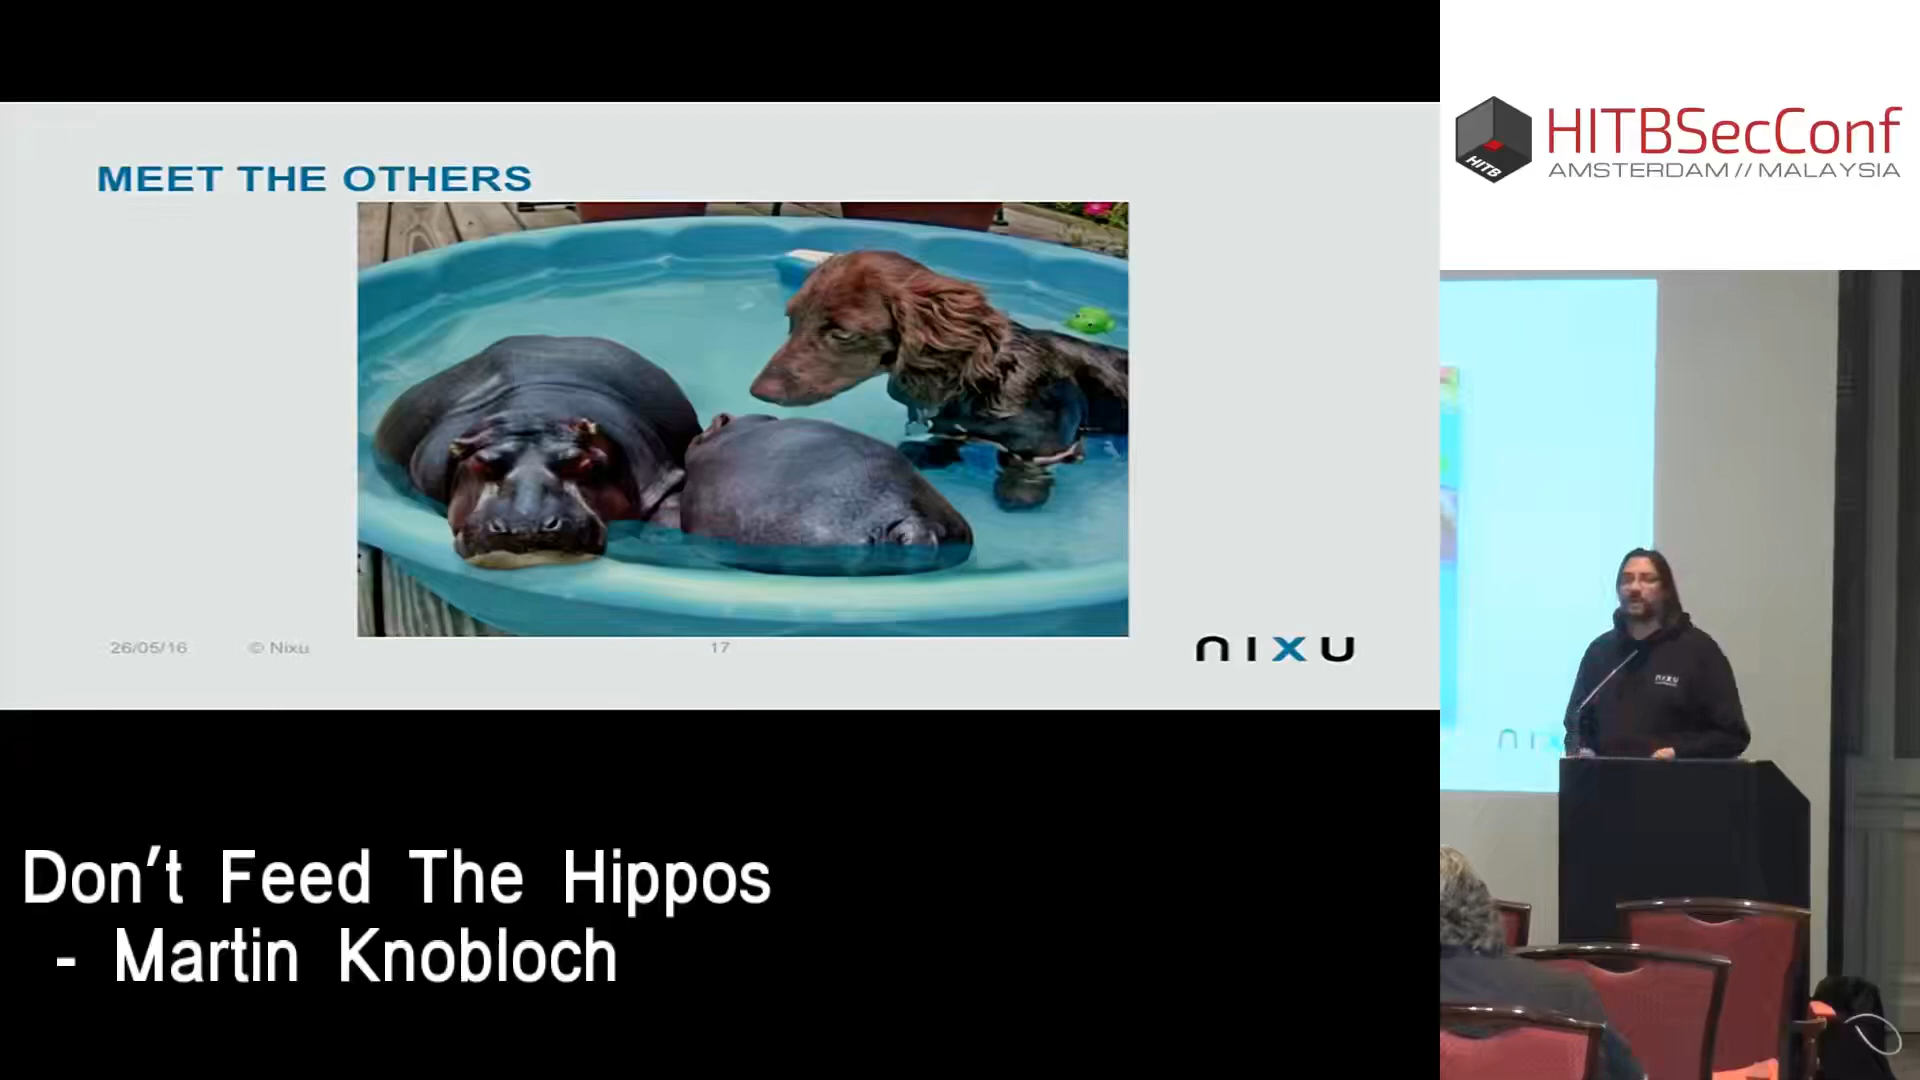 MEET THE OTHERS
26/05/16
© Nixu
17
nixu
HITBSecConf
AMSTERDAM // MALAYSIA
HITB
nixu
Don't Feed The Hippos
- Martin Knobloch